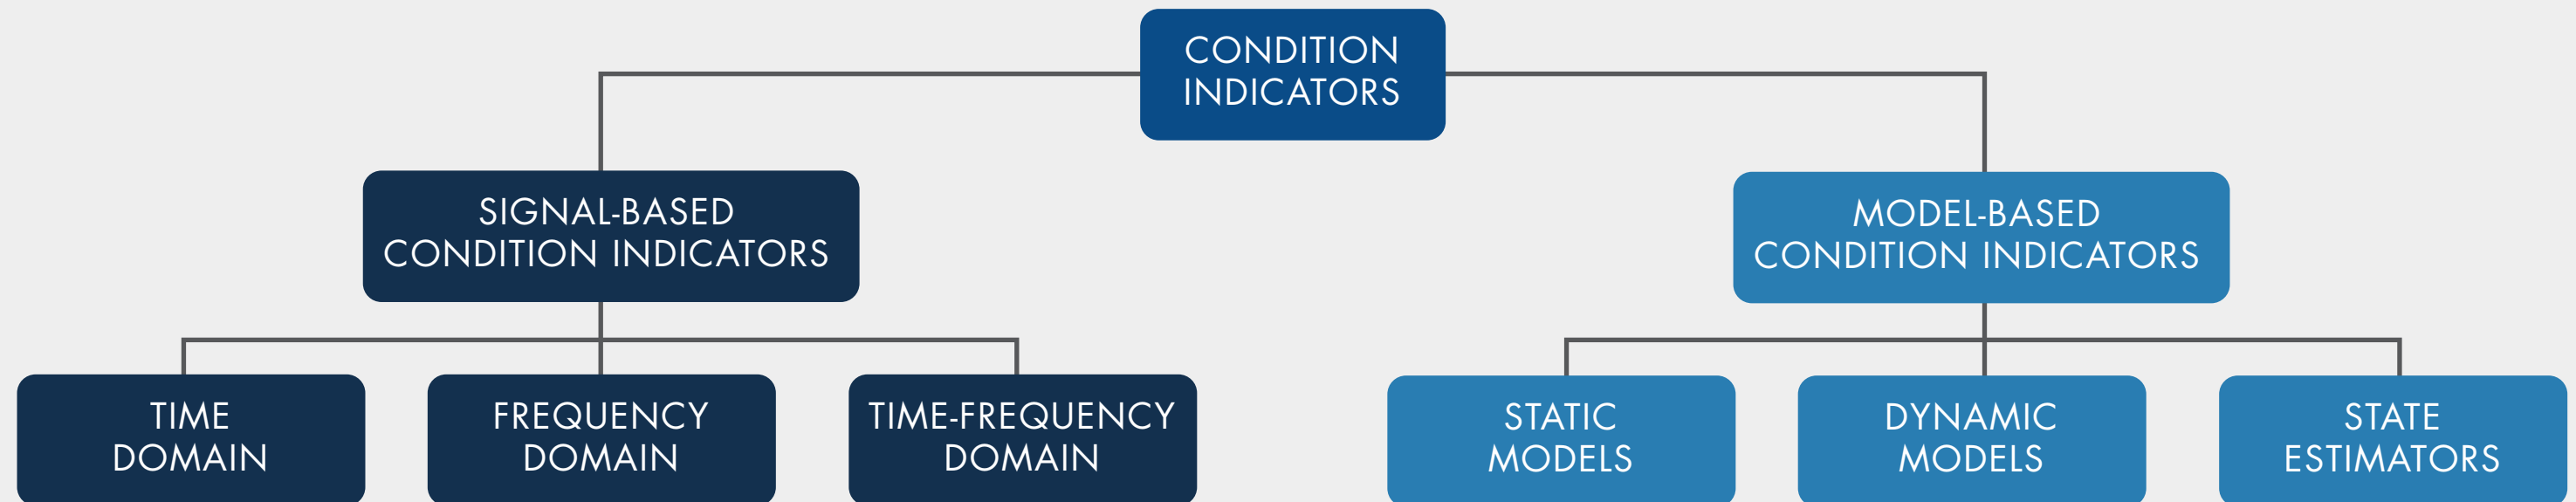 CONDITION
INDICATORS
SIGNAL-BASED
CONDITION INDICATORS
MODEL-BASED
CONDITION INDICATORS
TIME
DOMAIN
FREQUENCY
DOMAIN
TIME-FREQUENCY
DOMAIN
STATIC
MODELS
DYNAMIC
MODELS
STATE
ESTIMATORS